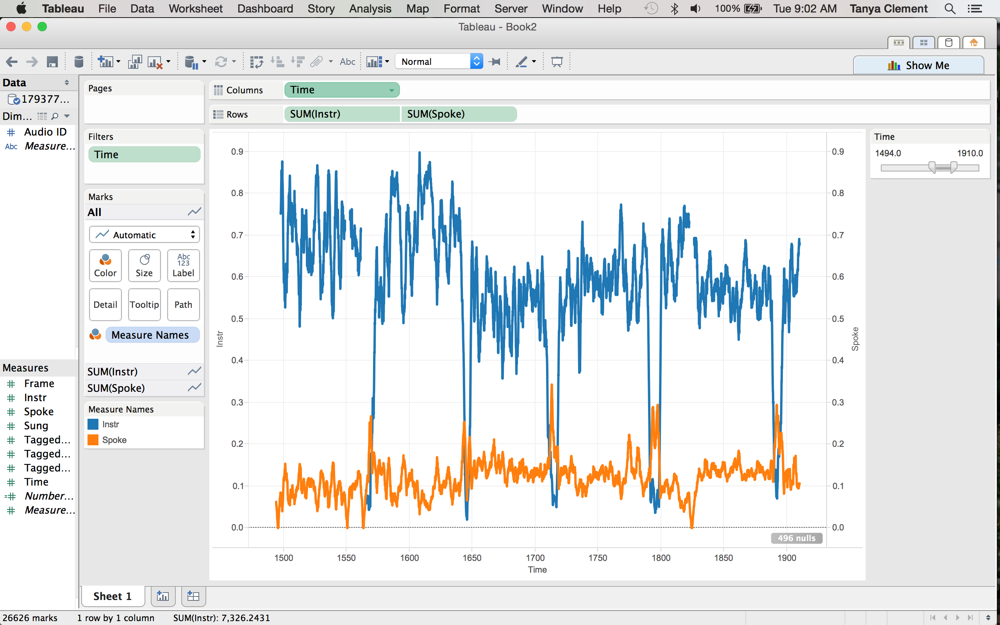 Tableau File Data Worksheet Dashboard Story Analysis Map Format Server Window Help 100% Tue 9:02 AM Tanya Clement
Tableau - Book2
Abc Normal Show Me
Data
179377...
Dim...
Audio ID
Abc Measure...
Measures
Frame
Instr
Spoke
Sung
Tagged...
Tagged...
Tagged...
Time
Number...
Measure...
Pages
Filters
Time
Marks
All
Automatic
Color Size Abc 123 Label
Detail Tooltip Path
Measure Names
SUM(Instr)
SUM(Spoke)
Measure Names
Instr
Spoke
Columns Time
Rows SUM(Instr) SUM(Spoke)
0.9 0.9
0.8 0.8
0.7 0.7
0.6 0.6
0.5 0.5
Instr Spoke
0.4 0.4
0.3 0.3
0.2 0.2
0.1 0.1
0.0 0.0
496 nulls
1500 1550 1600 1650 1700 1750 1800 1850 1900
Time
Time
1494.0 1910.0
Sheet 1
26626 marks 1 row by 1 column SUM(Instr): 7,326.2431